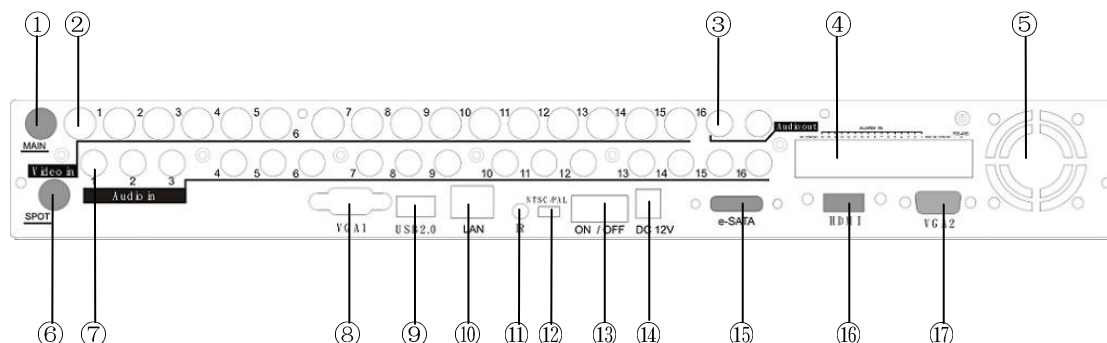 ① ② ③ ④ ⑤
1 2 3 4 5 6 7 8 9 10 11 12 13 14 15 16
MAIN
Audio out
ALARM IN
RS-485
Video in
1 2 3 4 5 6 7 8 9 10 11 12 13 14 15 16
Audio in
SPOT
VGA1
USB2.0
LAN
IR
NTSC/PAL
ON / OFF
DC 12V
e-SATA
HDMI
VGA2
⑥ ⑦ ⑧ ⑨ ⑩ ⑪ ⑫ ⑬ ⑭ ⑮ ⑯ ⑰